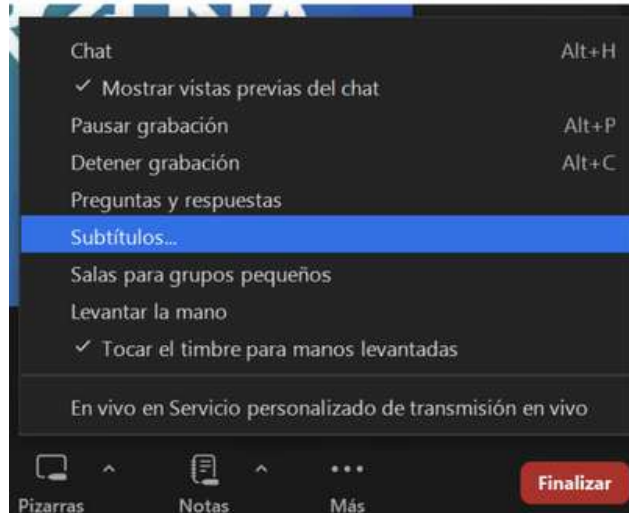 Chat Alt+H
✓ Mostrar vistas previas del chat
Pausar grabación Alt+P
Detener grabación Alt+C
Preguntas y respuestas
Subtítulos...
Salas para grupos pequeños
Levantar la mano
✓ Tocar el timbre para manos levantadas
En vivo en Servicio personalizado de transmisión en vivo
Pizarras Notas Más Finalizar